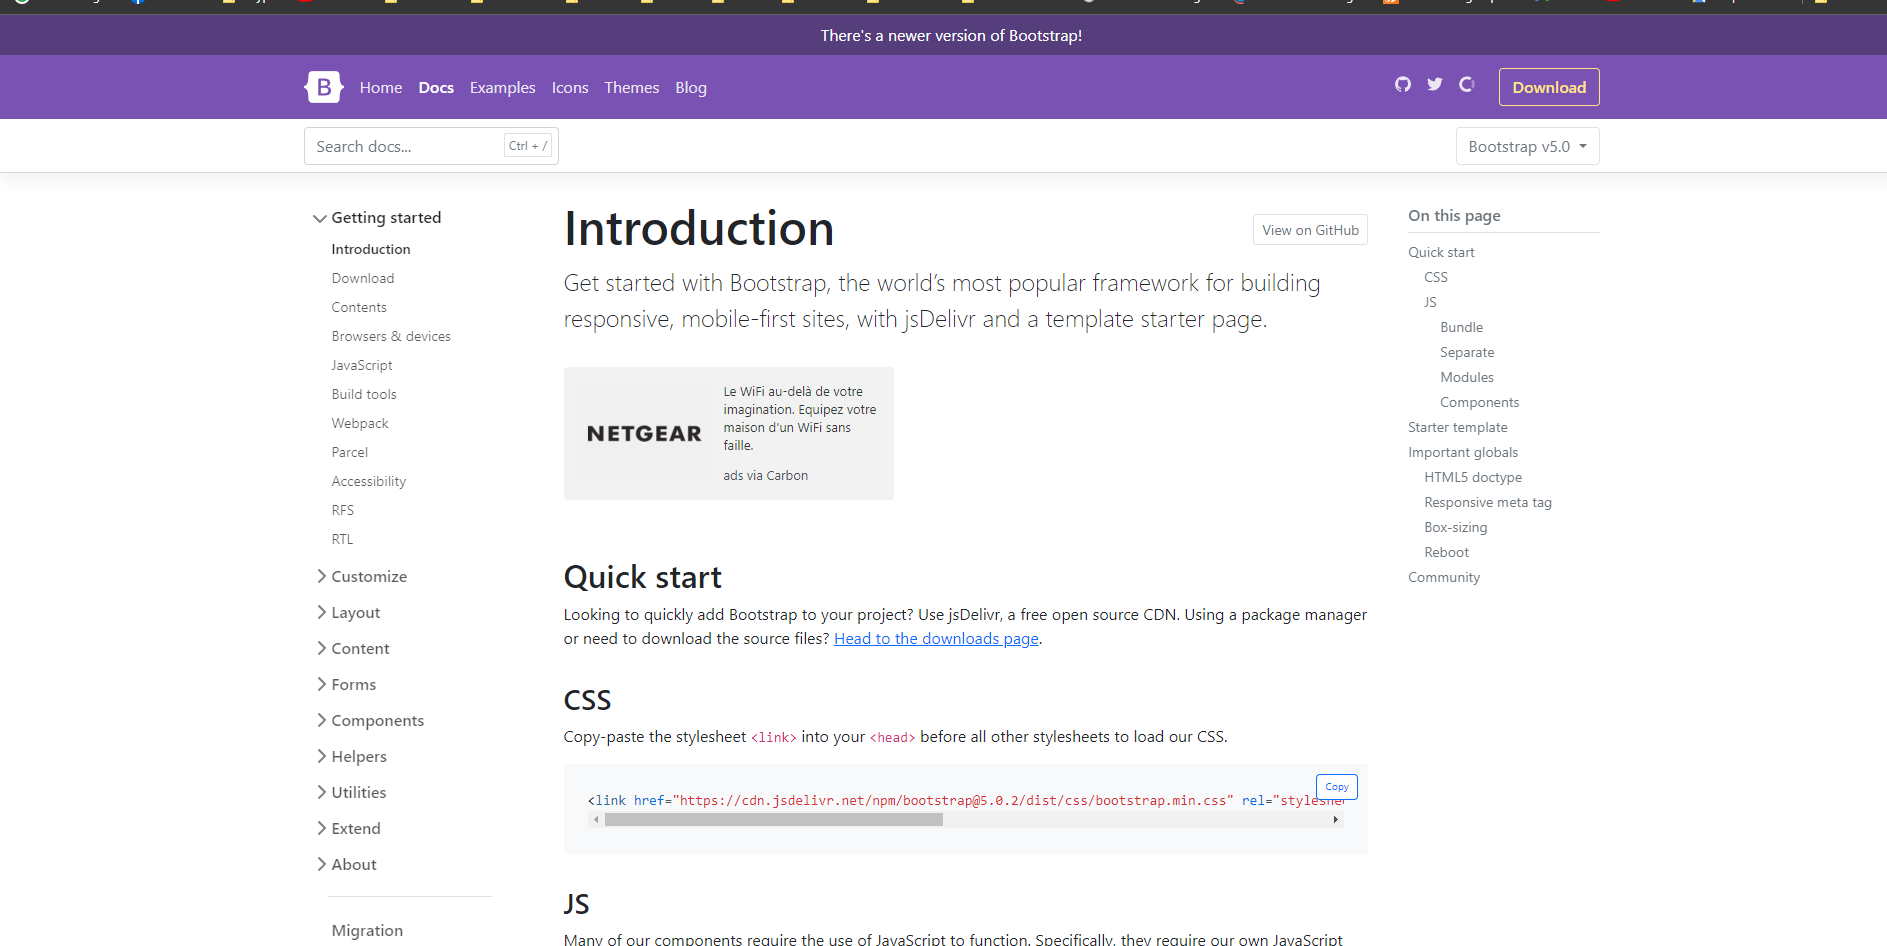 There's a newer version of Bootstrap!
B Home Docs Examples Icons Themes Blog Download
Search docs... Ctrl + / Bootstrap v5.0
Getting started
Introduction
Download
Contents
Browsers & devices
JavaScript
Build tools
Webpack
Parcel
Accessibility
RFS
RTL
Customize
Layout
Content
Forms
Components
Helpers
Utilities
Extend
About
Migration
Introduction
View on GitHub
Get started with Bootstrap, the world’s most popular framework for building
responsive, mobile-first sites, with jsDelivr and a template starter page.
NETGEAR
Le WiFi au-delà de votre
imagination. Equipez votre
maison d'un WiFi sans
faille.
ads via Carbon
Quick start
Looking to quickly add Bootstrap to your project? Use jsDelivr, a free open source CDN. Using a package manager
or need to download the source files? Head to the downloads page.
CSS
Copy-paste the stylesheet <link> into your <head> before all other stylesheets to load our CSS.
Copy
<link href="https://cdn.jsdelivr.net/npm/bootstrap@5.0.2/dist/css/bootstrap.min.css" rel="styleshe
JS
Many of our components require the use of JavaScript to function. Specifically, they require our own JavaScript
On this page
Quick start
CSS
JS
Bundle
Separate
Modules
Components
Starter template
Important globals
HTML5 doctype
Responsive meta tag
Box-sizing
Reboot
Community